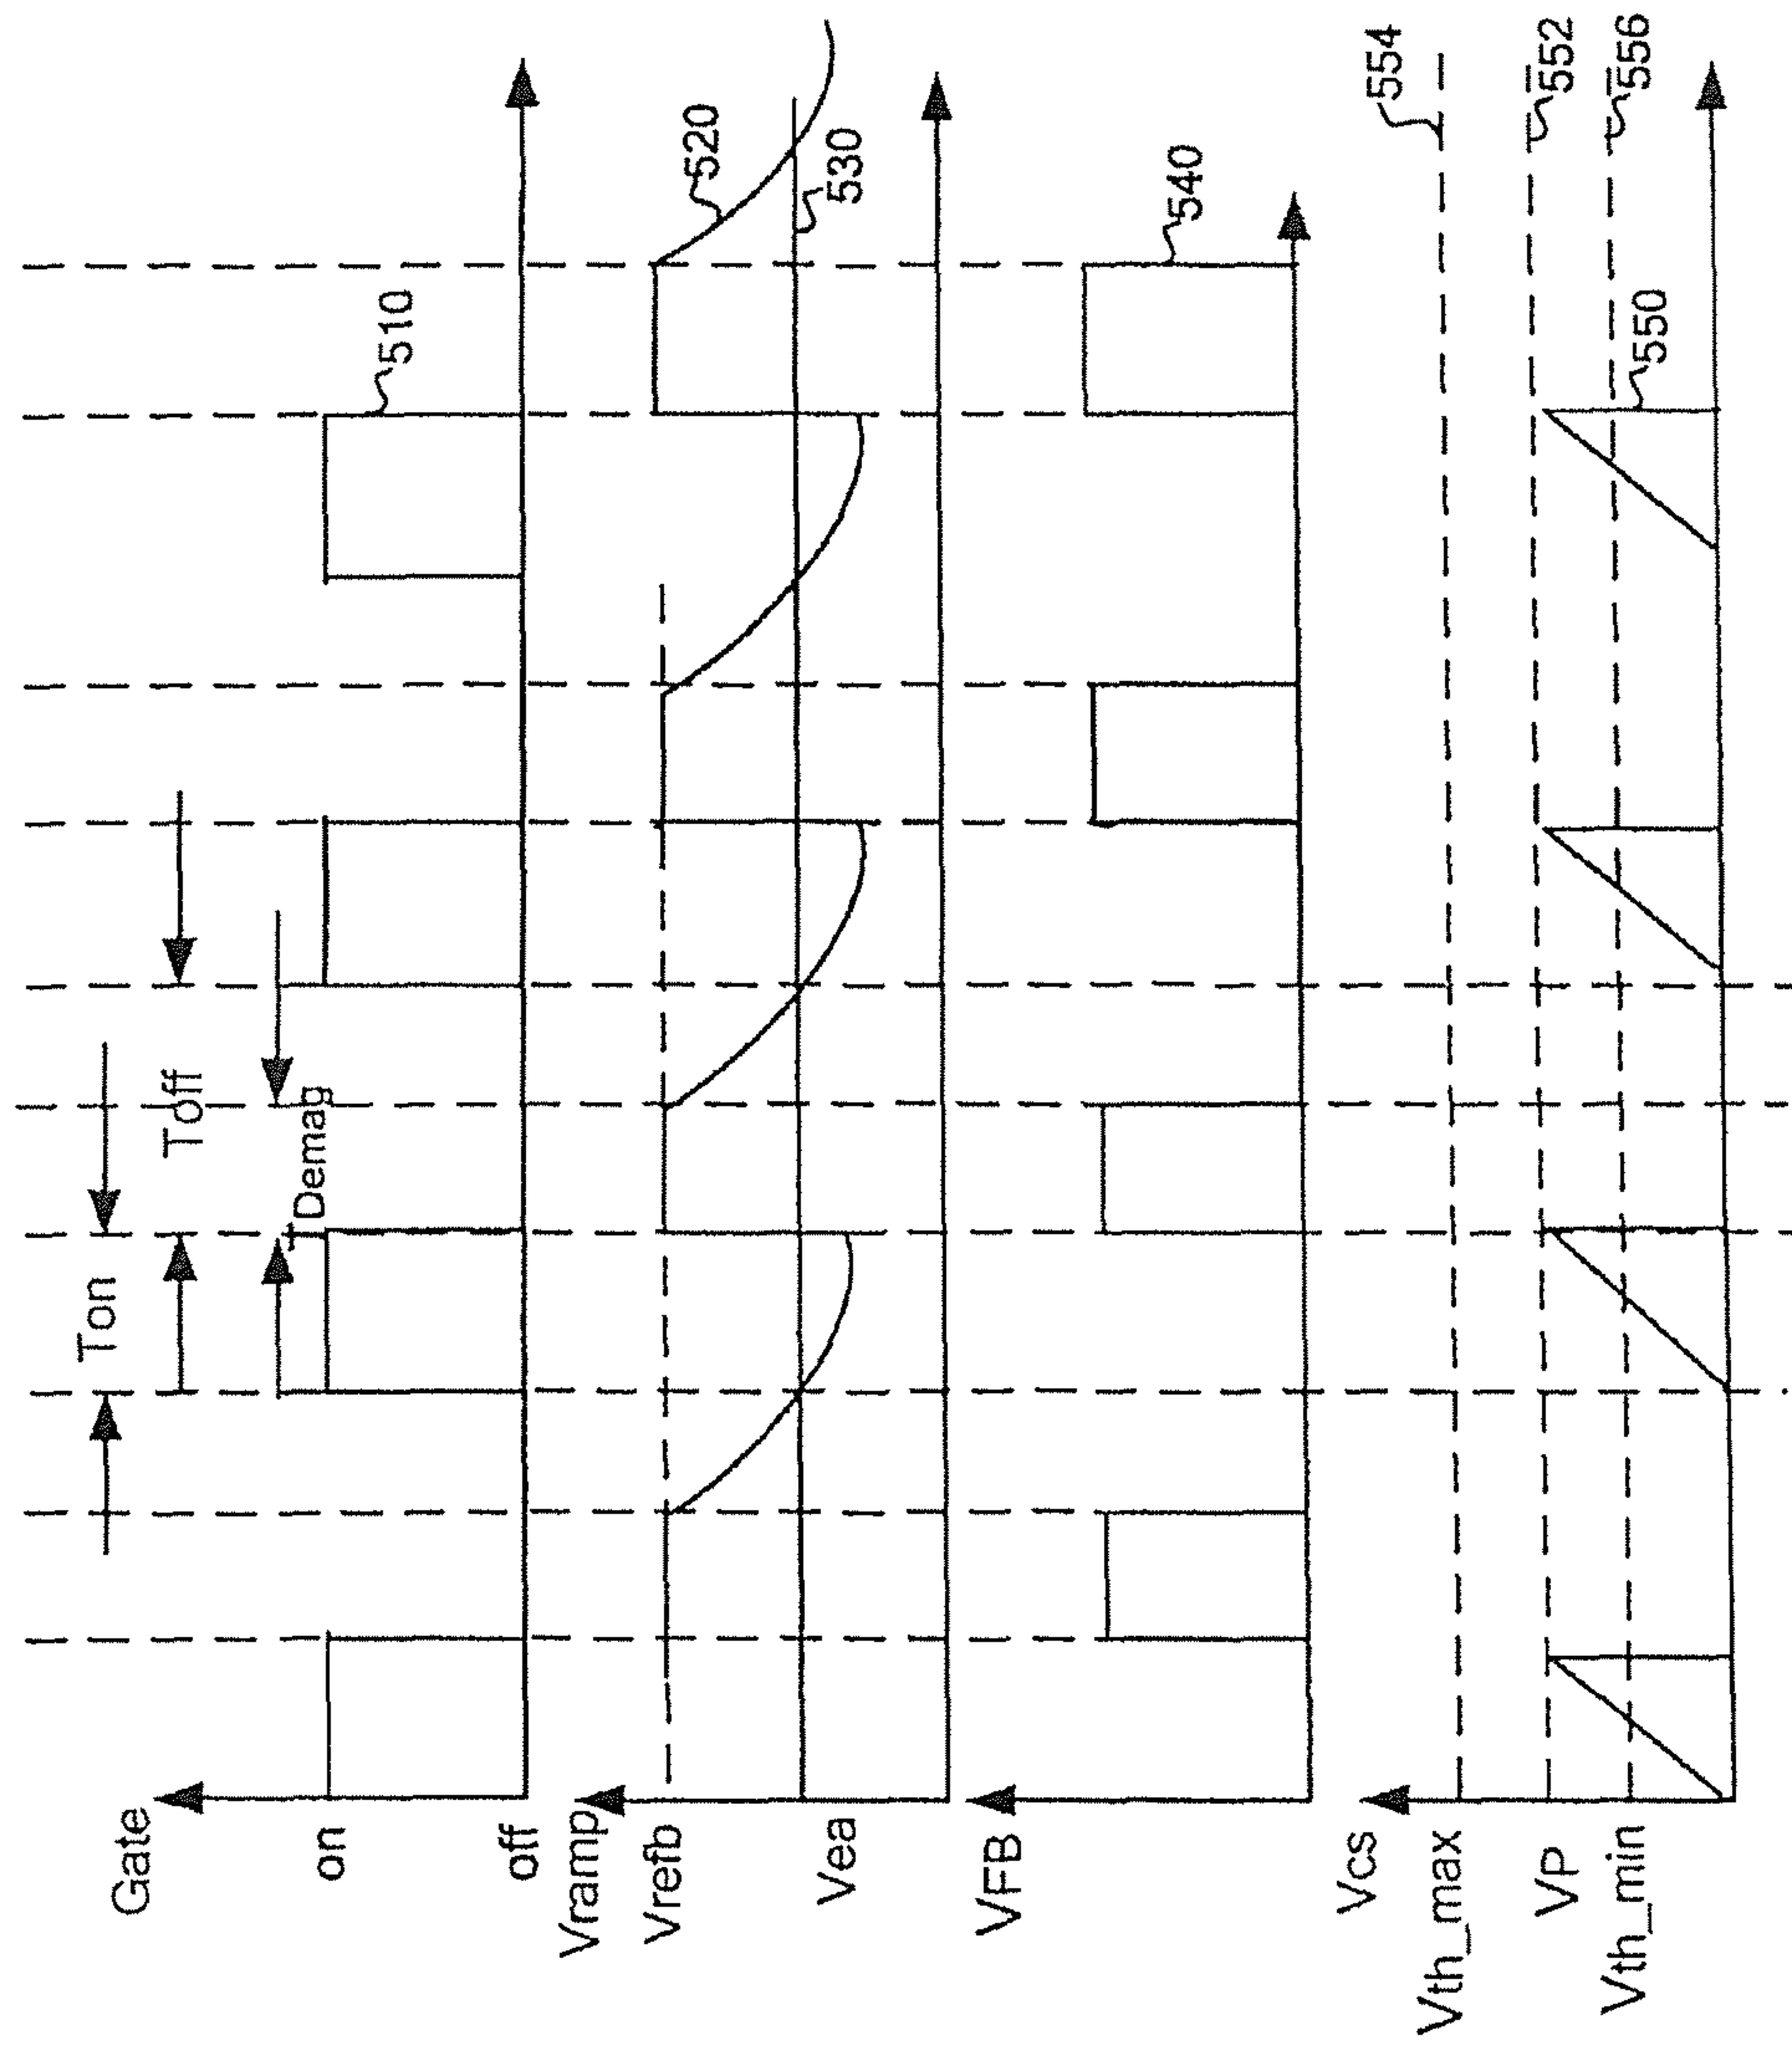 Ton
Toff
Demag
Gate
on
off
510
Vramp
Vrefb
Vea
520
530
VFB
540
Vcs
Vth_max
VP
Vth_min
554
552
556
550